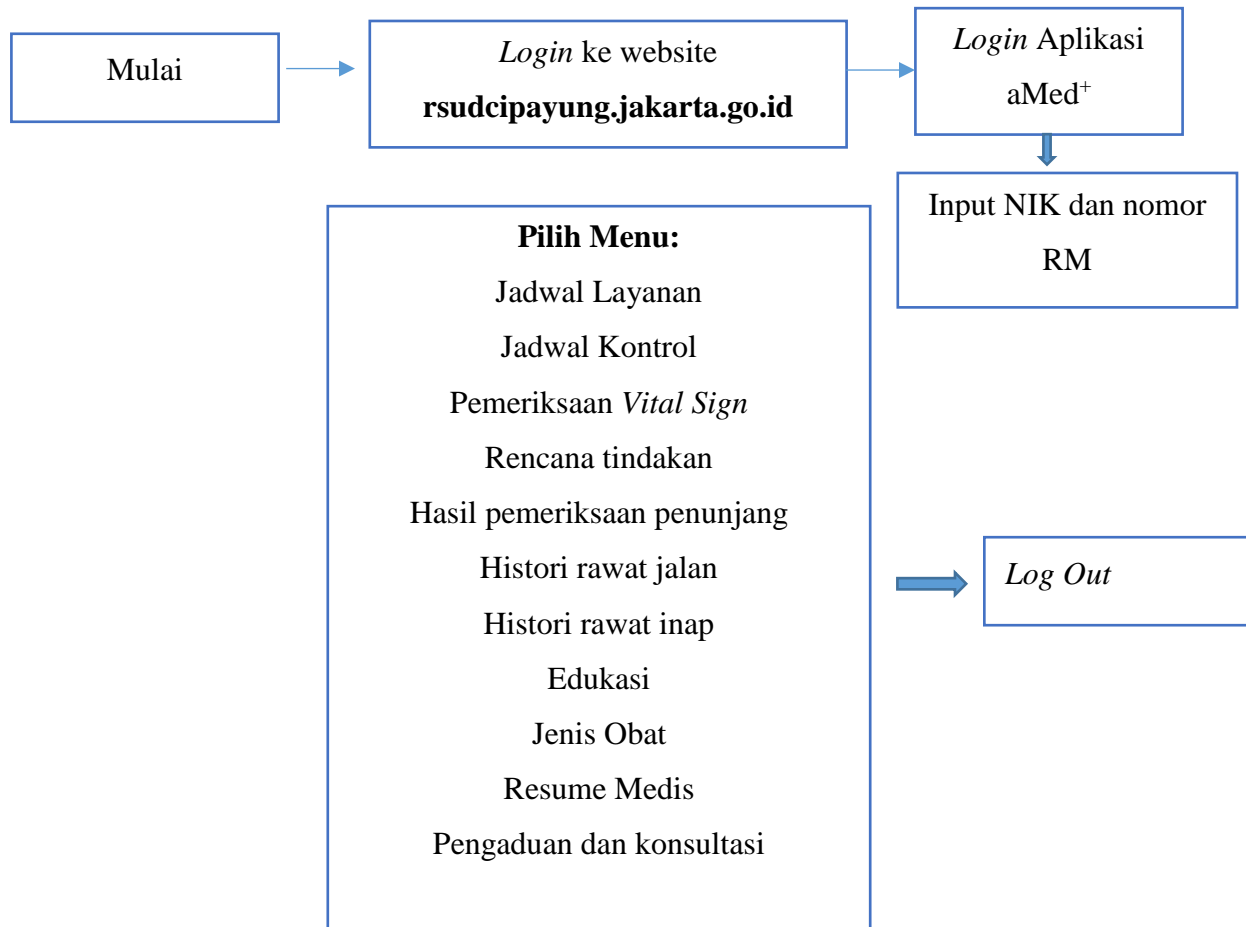 Mulai
Login ke website
rsudcipayung.jakarta.go.id
Login Aplikasi
aMed+
Input NIK dan nomor
RM
Pilih Menu:
Jadwal Layanan
Jadwal Kontrol
Pemeriksaan Vital Sign
Rencana tindakan
Hasil pemeriksaan penunjang
Histori rawat jalan
Histori rawat inap
Edukasi
Jenis Obat
Resume Medis
Pengaduan dan konsultasi
Log Out